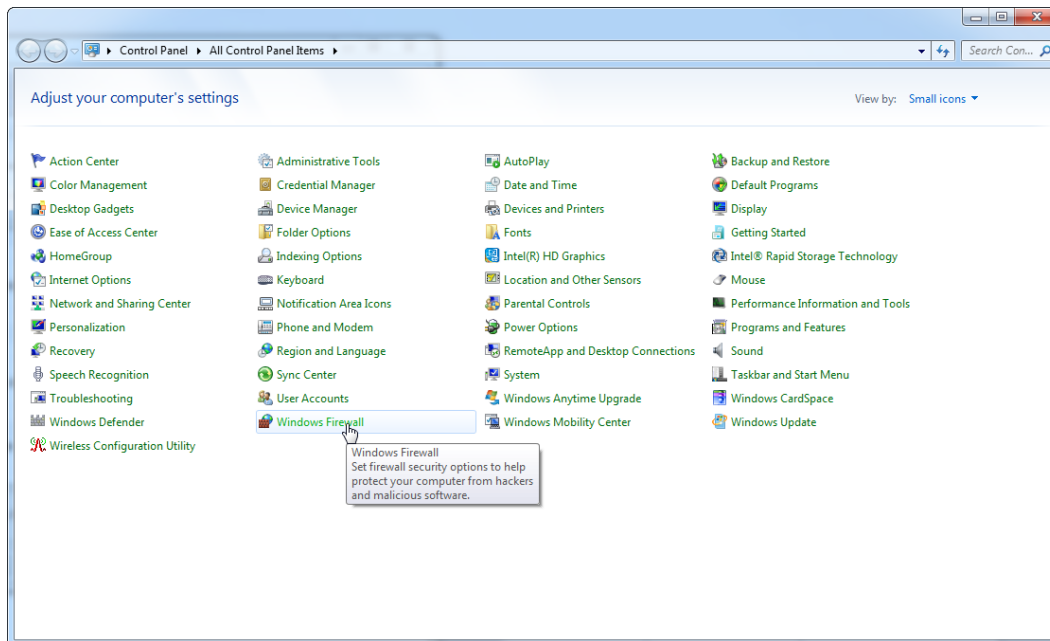 Control Panel All Control Panel Items Search Con...
Adjust your computer's settings View by: Small icons
Action Center Administrative Tools AutoPlay Backup and Restore
Color Management Credential Manager Date and Time Default Programs
Desktop Gadgets Device Manager Devices and Printers Display
Ease of Access Center Folder Options Fonts Getting Started
HomeGroup Indexing Options Intel(R) HD Graphics Intel® Rapid Storage Technology
Internet Options Keyboard Location and Other Sensors Mouse
Network and Sharing Center Notification Area Icons Parental Controls Performance Information and Tools
Personalization Phone and Modem Power Options Programs and Features
Recovery Region and Language RemoteApp and Desktop Connections Sound
Speech Recognition Sync Center System Taskbar and Start Menu
Troubleshooting User Accounts Windows Anytime Upgrade Windows CardSpace
Windows Defender Windows Firewall Windows Mobility Center Windows Update
Wireless Configuration Utility
Windows Firewall
Set firewall security options to help
protect your computer from hackers
and malicious software.